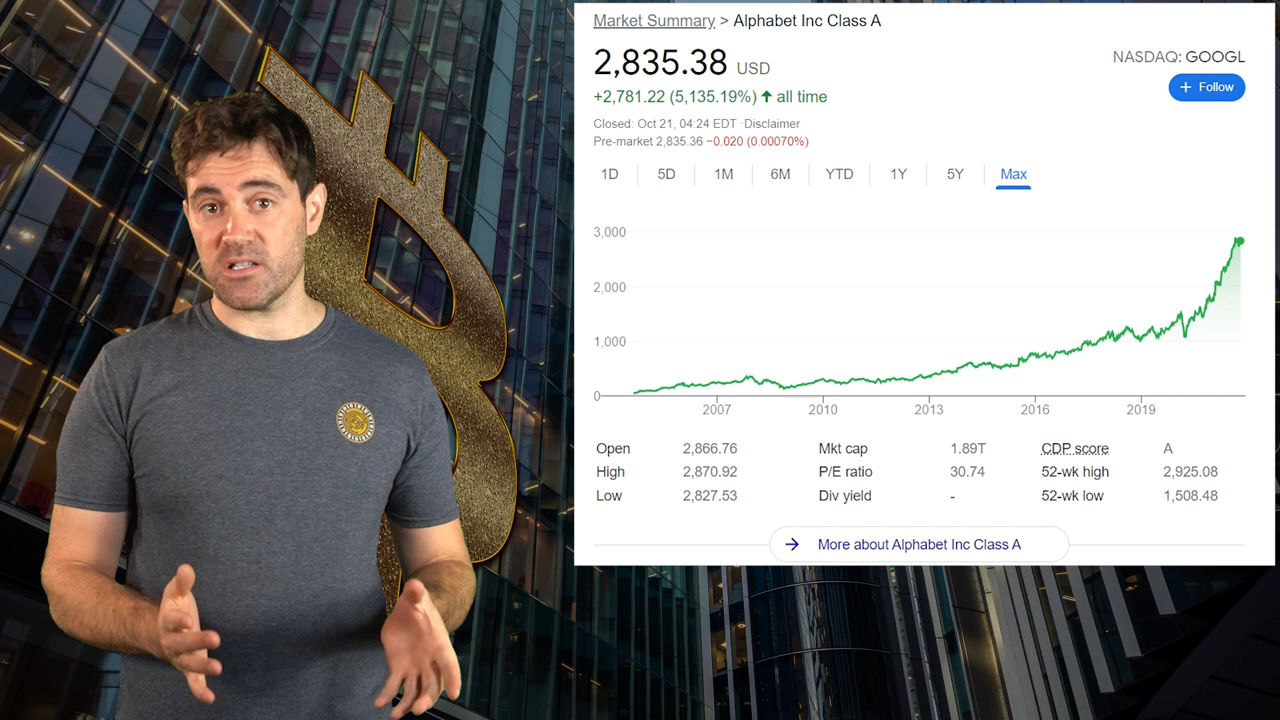 Market Summary > Alphabet Inc Class A
2,835.38 USD
NASDAQ: GOOGL
+2,781.22 (5,135.19%) ↑ all time
+ Follow
Closed: Oct 21, 04:24 EDT · Disclaimer
Pre-market 2,835.36 −0.020 (0.00070%)
1D 5D 1M 6M YTD 1Y 5Y Max
3,000
2,000
1,000
0
2007 2010 2013 2016 2019
Open 2,866.76 Mkt cap 1.89T CDP score A
High 2,870.92 P/E ratio 30.74 52-wk high 2,925.08
Low 2,827.53 Div yield - 52-wk low 1,508.48
→ More about Alphabet Inc Class A